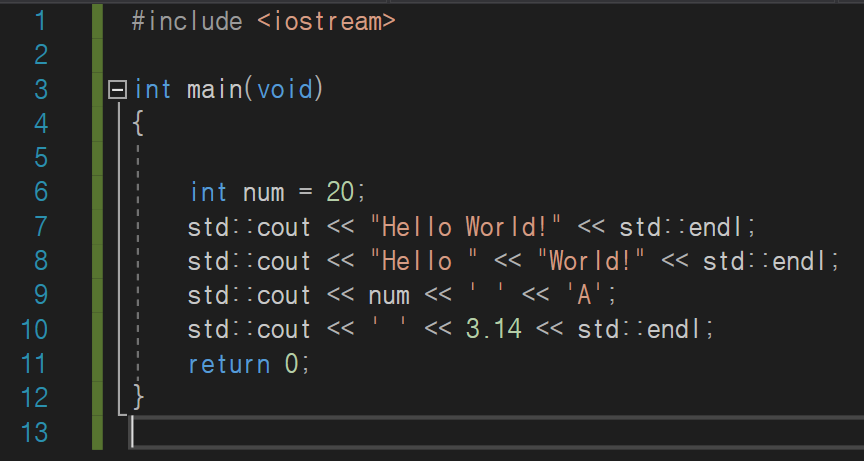 1 #include <iostream>
2
3 int main(void)
4 {
5
6 int num = 20;
7 std::cout << "Hello World!" << std::endl;
8 std::cout << "Hello " << "World!" << std::endl;
9 std::cout << num << ' ' << 'A';
10 std::cout << ' ' << 3.14 << std::endl;
11 return 0;
12 }
13